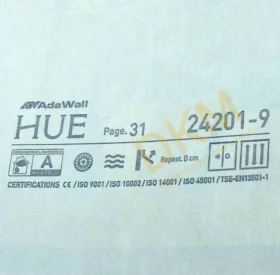 AdaWall
HUE Page. 31 24201-9
A Repeat. 0 cm
CERTIFICATIONS CE / ISO 9001 / ISO 10002 / ISO 14001 / ISO 45001 / TSE-EN13501-1
DKM